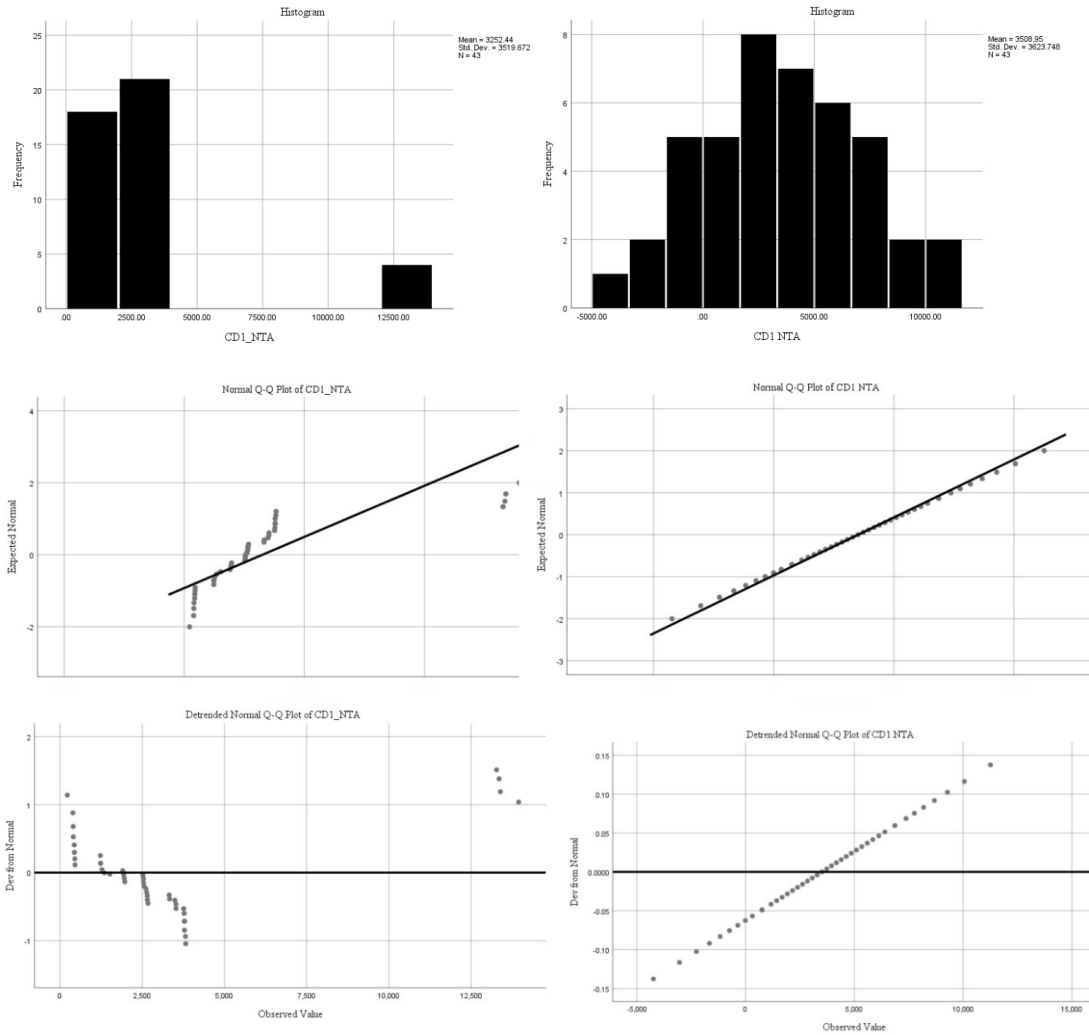 Histogram
Mean = 3252.44
Std. Dev. = 3519.672
N = 43
25
20
15
10
5
0
Frequency
.00
2500.00
5000.00
7500.00
10000.00
12500.00
CD1_NTA
Histogram
Mean = 3508.95
Std. Dev. = 3623.748
N = 43
8
6
4
2
0
Frequency
-5000.00
.00
5000.00
10000.00
CD1 NTA
Normal Q-Q Plot of CD1_NTA
4
2
0
-2
Expected Normal
Normal Q-Q Plot of CD1 NTA
3
2
1
0
-1
-2
-3
Expected Normal
Detrended Normal Q-Q Plot of CD1_NTA
2
1
0
-1
Dev from Normal
0
2,500
5,000
7,500
10,000
12,500
Observed Value
Detrended Normal Q-Q Plot of CD1 NTA
0.15
0.10
0.05
0.0000
-0.05
-0.10
-0.15
Dev from Normal
-5,000
0
5,000
10,000
15,000
Observed Value